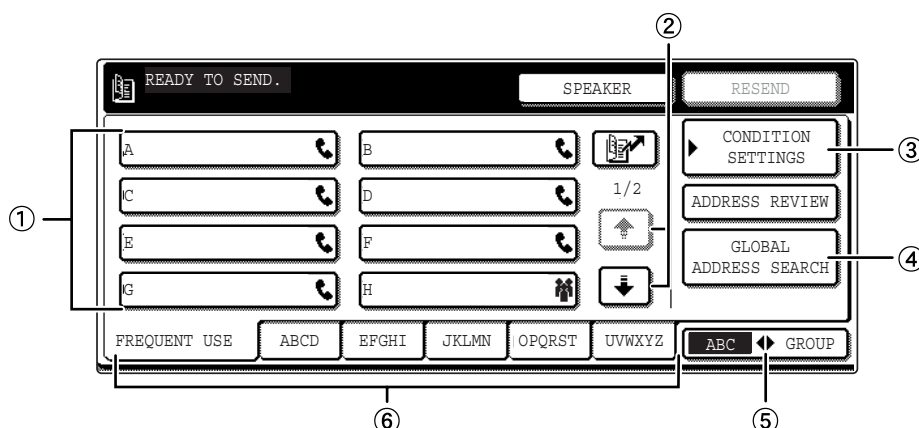 ②
READY TO SEND.
SPEAKER
RESEND
A
B
CONDITION
SETTINGS
③
C
D
1/2
ADDRESS REVIEW
①
E
F
GLOBAL
ADDRESS SEARCH
④
G
H
FREQUENT USE
ABCD
EFGHI
JKLMN
OPQRST
UVWXYZ
ABC
GROUP
⑥
⑤